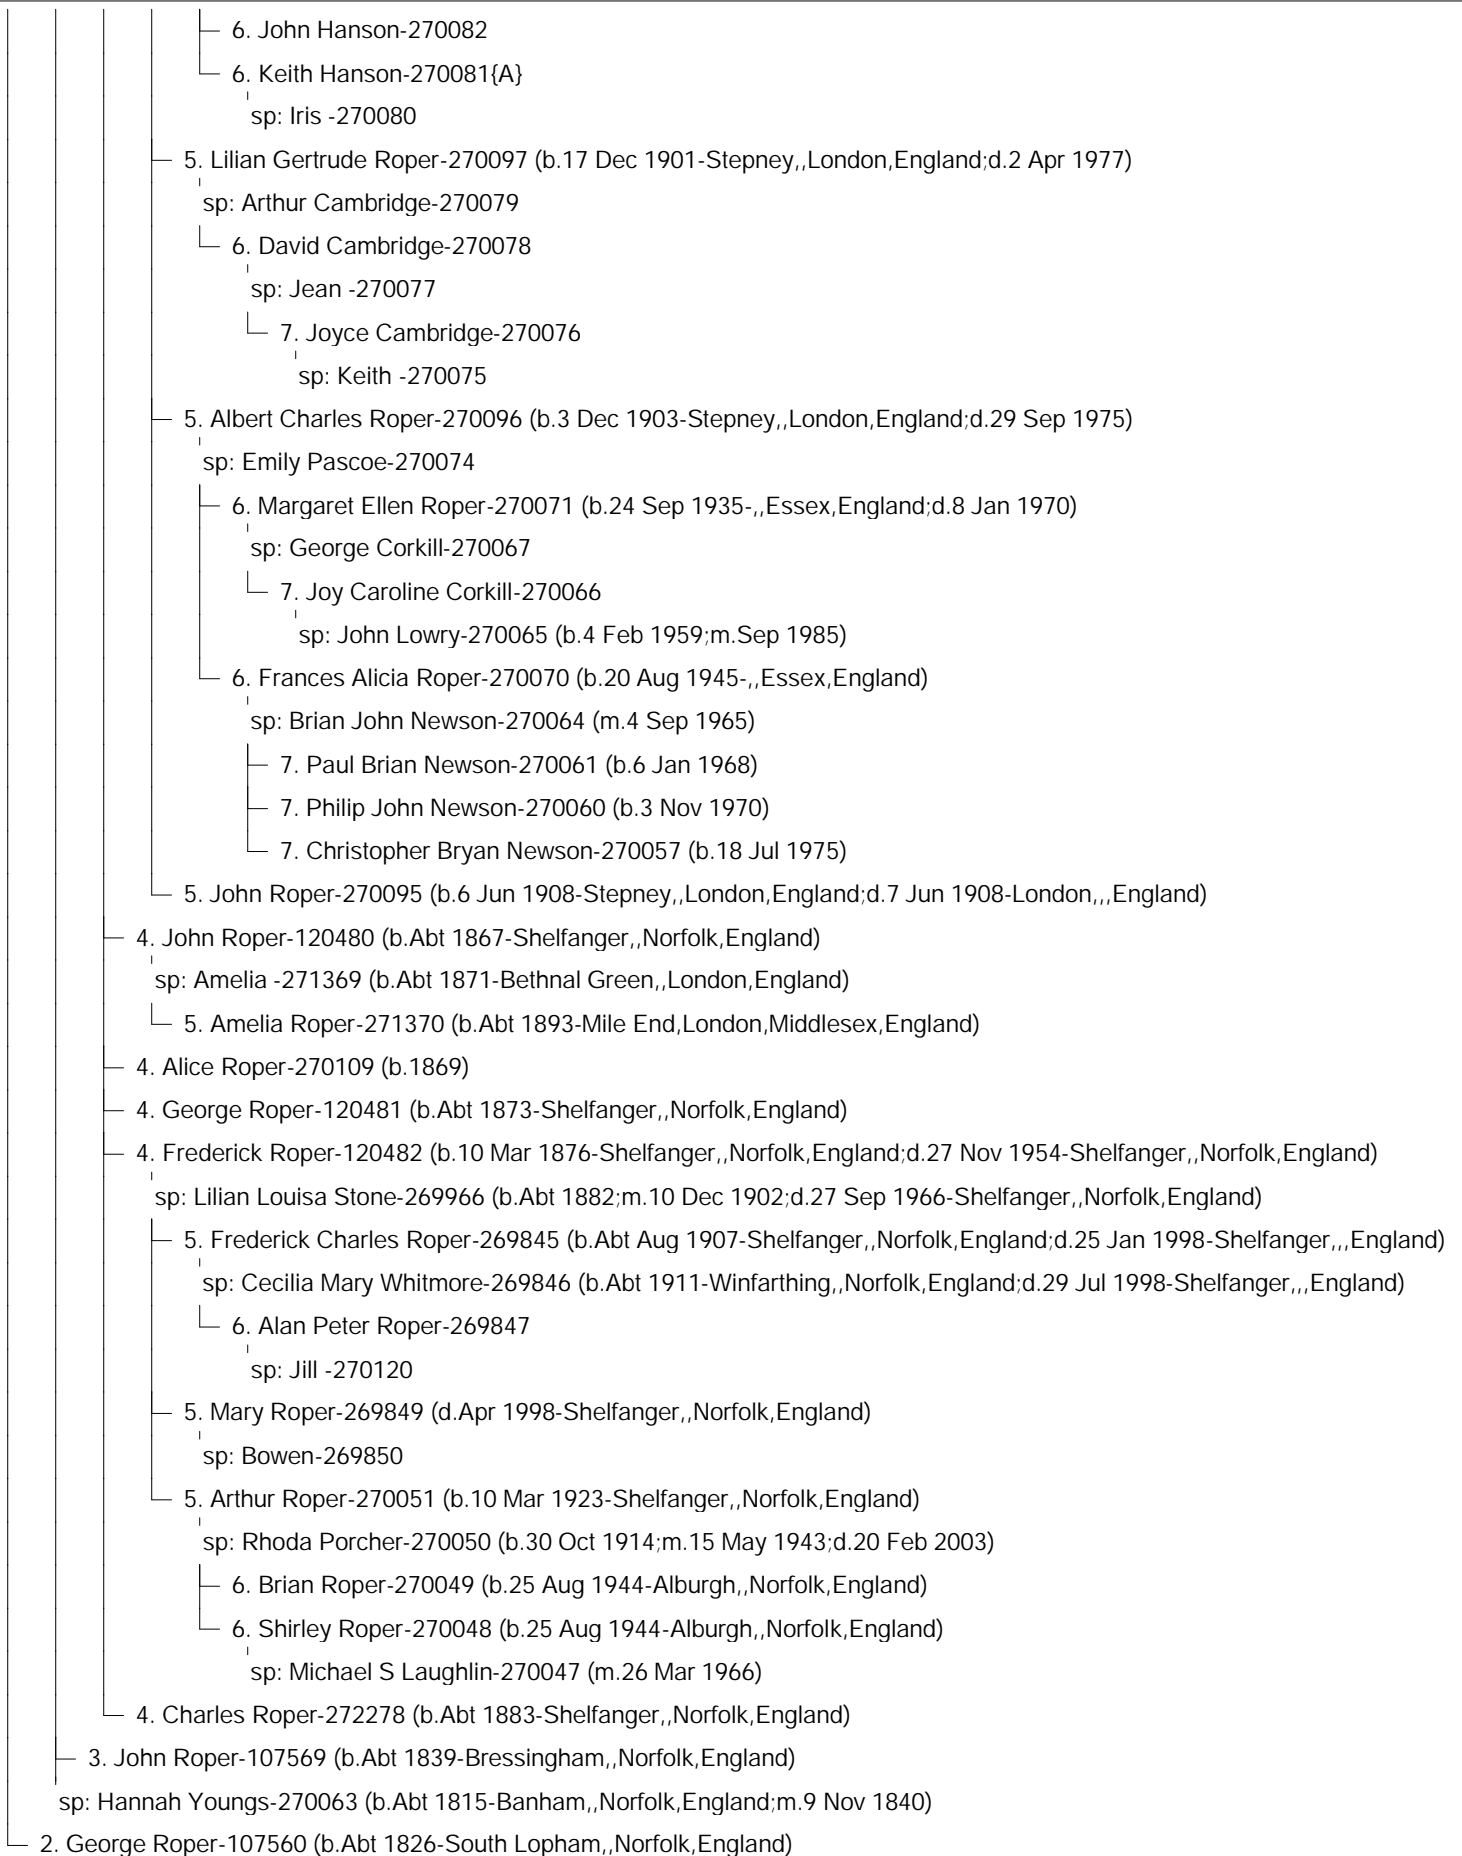 6. John Hanson-270082
6. Keith Hanson-270081{A}
sp: Iris -270080
5. Lilian Gertrude Roper-270097 (b.17 Dec 1901-Stepney,,London,England;d.2 Apr 1977)
sp: Arthur Cambridge-270079
6. David Cambridge-270078
sp: Jean -270077
7. Joyce Cambridge-270076
sp: Keith -270075
5. Albert Charles Roper-270096 (b.3 Dec 1903-Stepney,,London,England;d.29 Sep 1975)
sp: Emily Pascoe-270074
6. Margaret Ellen Roper-270071 (b.24 Sep 1935-,,Essex,England;d.8 Jan 1970)
sp: George Corkill-270067
7. Joy Caroline Corkill-270066
sp: John Lowry-270065 (b.4 Feb 1959;m.Sep 1985)
6. Frances Alicia Roper-270070 (b.20 Aug 1945-,,Essex,England)
sp: Brian John Newson-270064 (m.4 Sep 1965)
7. Paul Brian Newson-270061 (b.6 Jan 1968)
7. Philip John Newson-270060 (b.3 Nov 1970)
7. Christopher Bryan Newson-270057 (b.18 Jul 1975)
5. John Roper-270095 (b.6 Jun 1908-Stepney,,London,England;d.7 Jun 1908-London,,,England)
4. John Roper-120480 (b.Abt 1867-Shelfanger,,Norfolk,England)
sp: Amelia -271369 (b.Abt 1871-Bethnal Green,,London,England)
5. Amelia Roper-271370 (b.Abt 1893-Mile End,London,Middlesex,England)
4. Alice Roper-270109 (b.1869)
4. George Roper-120481 (b.Abt 1873-Shelfanger,,Norfolk,England)
4. Frederick Roper-120482 (b.10 Mar 1876-Shelfanger,,Norfolk,England;d.27 Nov 1954-Shelfanger,,Norfolk,England)
sp: Lilian Louisa Stone-269966 (b.Abt 1882;m.10 Dec 1902;d.27 Sep 1966-Shelfanger,,Norfolk,England)
5. Frederick Charles Roper-269845 (b.Abt Aug 1907-Shelfanger,,Norfolk,England;d.25 Jan 1998-Shelfanger,,,England)
sp: Cecilia Mary Whitmore-269846 (b.Abt 1911-Winfarthing,,Norfolk,England;d.29 Jul 1998-Shelfanger,,,England)
6. Alan Peter Roper-269847
sp: Jill -270120
5. Mary Roper-269849 (d.Apr 1998-Shelfanger,,Norfolk,England)
sp: Bowen-269850
5. Arthur Roper-270051 (b.10 Mar 1923-Shelfanger,,Norfolk,England)
sp: Rhoda Porcher-270050 (b.30 Oct 1914;m.15 May 1943;d.20 Feb 2003)
6. Brian Roper-270049 (b.25 Aug 1944-Alburgh,,Norfolk,England)
6. Shirley Roper-270048 (b.25 Aug 1944-Alburgh,,Norfolk,England)
sp: Michael S Laughlin-270047 (m.26 Mar 1966)
4. Charles Roper-272278 (b.Abt 1883-Shelfanger,,Norfolk,England)
3. John Roper-107569 (b.Abt 1839-Bressingham,,Norfolk,England)
sp: Hannah Youngs-270063 (b.Abt 1815-Banham,,Norfolk,England;m.9 Nov 1840)
2. George Roper-107560 (b.Abt 1826-South Lopham,,Norfolk,England)